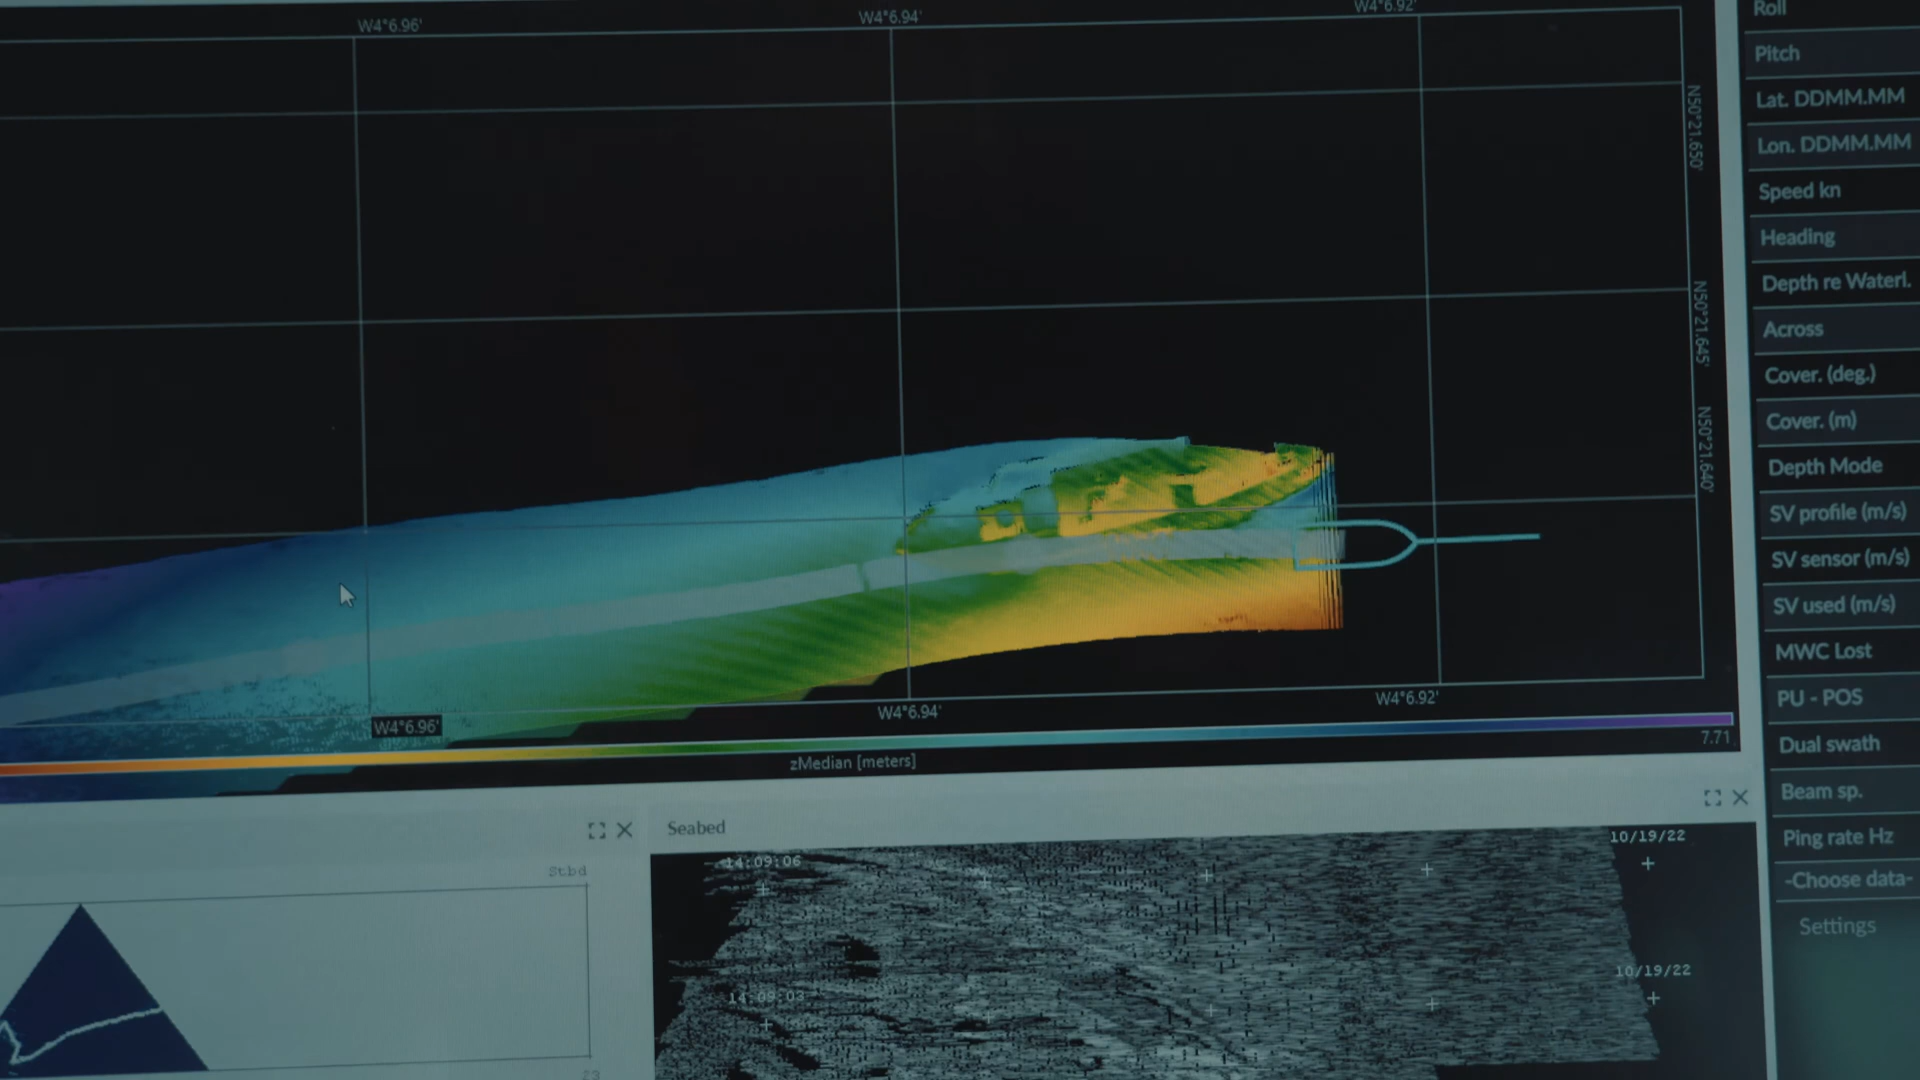 W4°6.96'
W4°6.94'
W4°6.92'
N50°21.650'
N50°21.645'
N50°21.640'
W4°6.96'
W4°6.94'
W4°6.92'
7.71
zMedian [meters]
Roll
Pitch
Lat. DDMM.MM
Lon. DDMM.MM
Speed kn
Heading
Depth re Waterl.
Across
Cover. (deg.)
Cover. (m)
Depth Mode
SV profile (m/s)
SV sensor (m/s)
SV used (m/s)
MWC Lost
PU - POS
Dual swath
Beam sp.
Ping rate Hz
-Choose data-
Settings
Stbd
23
Seabed
14:09:06
10/19/22
14:09:03
10/19/22